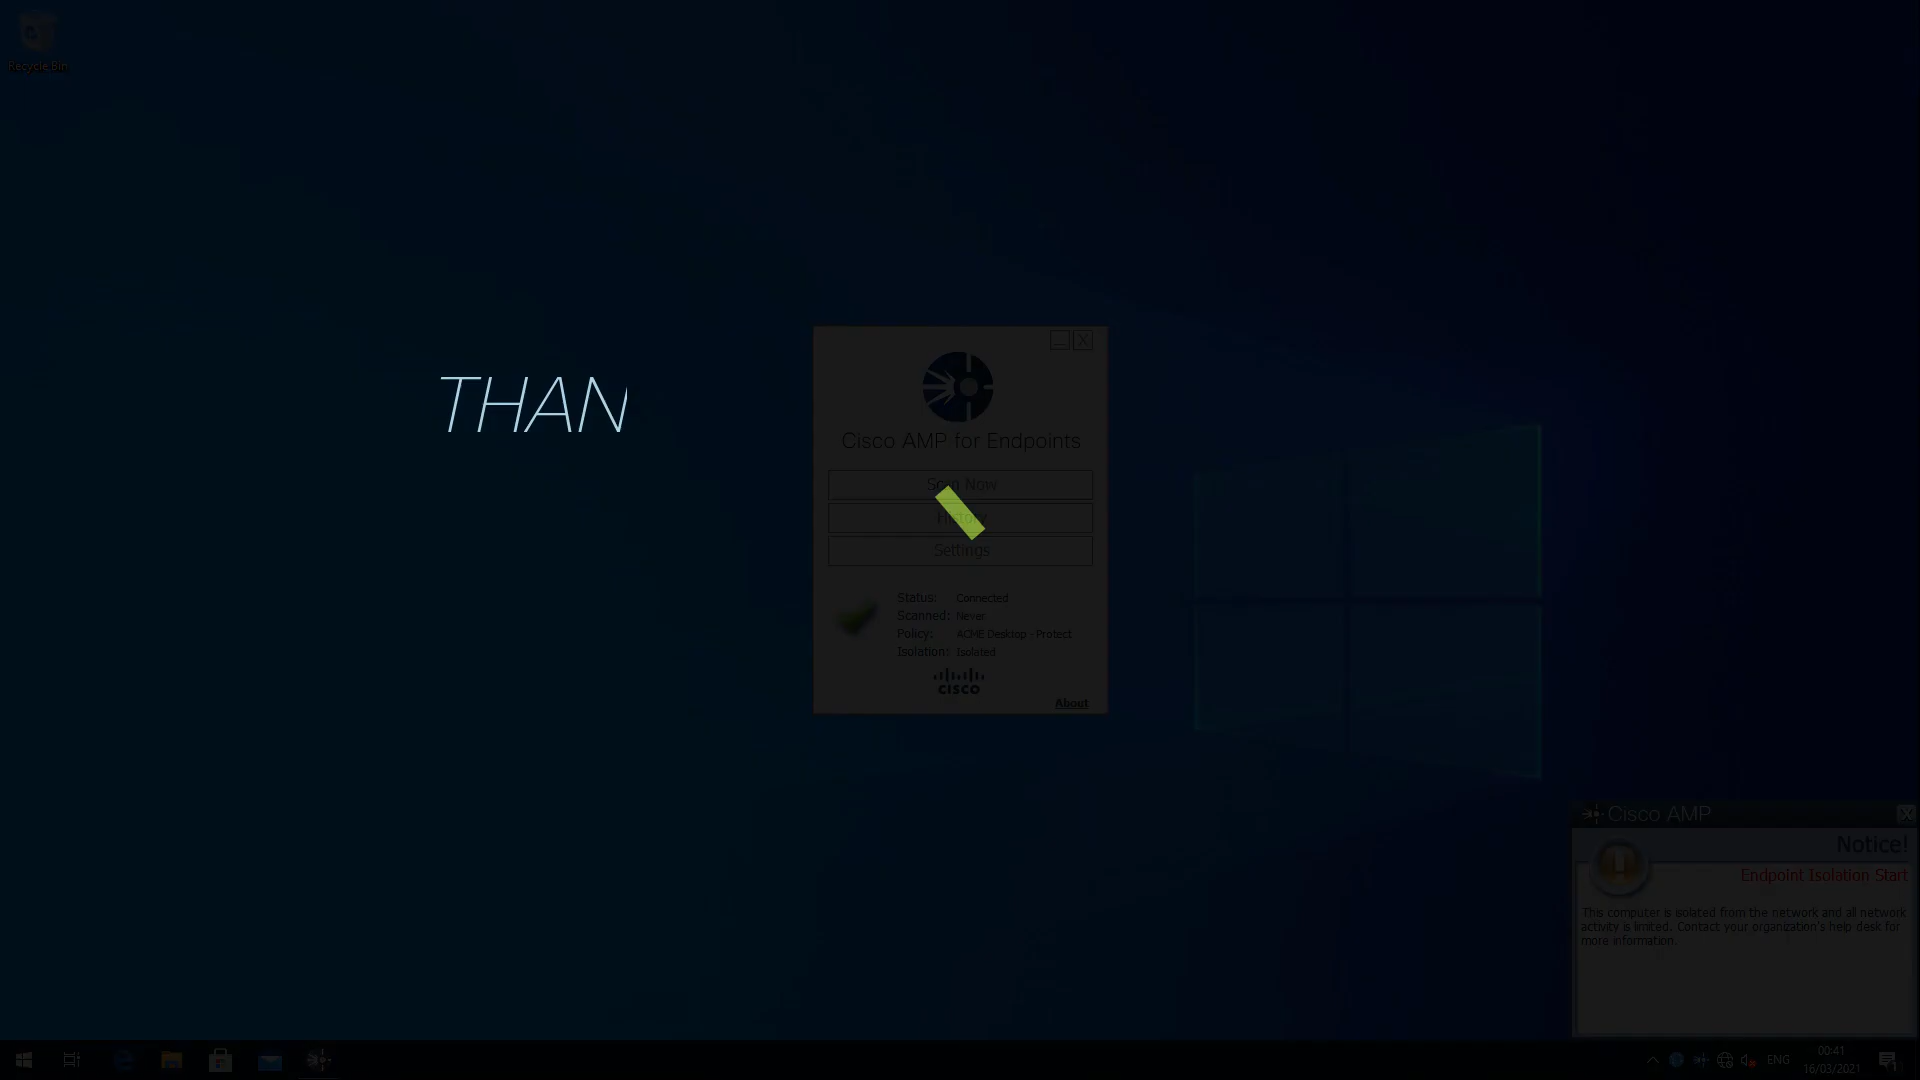 Recycle Bin
THAN
Cisco AMP for Endpoints
Scan Now
History
Settings
Status: Connected
Scanned: Never
Policy: ACME Desktop - Protect
Isolation: Isolated
CISCO
About
Cisco AMP
Notice!
Endpoint Isolation Start
This computer is isolated from the network and all network
activity is limited. Contact your organization's help desk for
more information.
ENG
00:41
16/03/2021